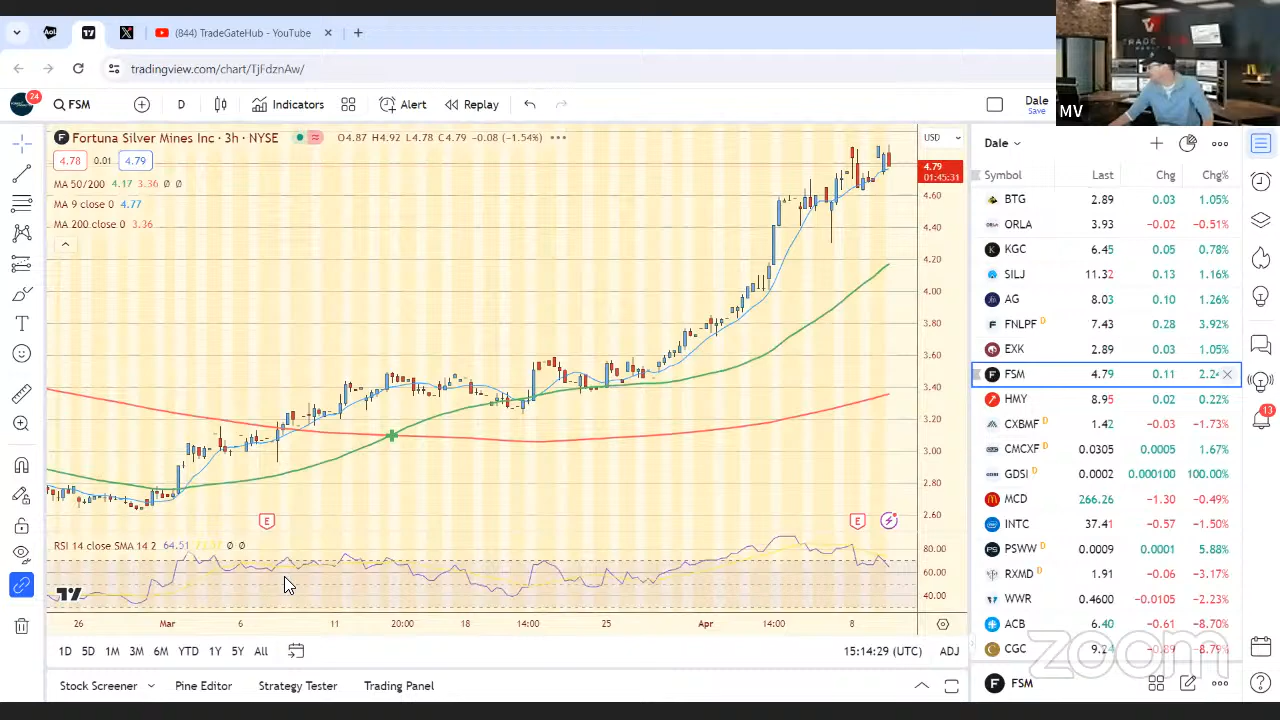 (844) TradeGateHub - YouTube
tradingview.com/chart/TjFdznAw/
MV
24 FSM D Indicators Alert Replay Dale Save
Fortuna Silver Mines Inc · 3h · NYSE O4.87 H4.92 L4.78 C4.79 -0.08 (-1.54%) USD
4.78 0.01 4.79
MA 50/200 4.17 3.36 Ø Ø
MA 9 close 0 4.77
MA 200 close 0 3.36
4.79
01:45:31
4.60
4.40
4.20
4.00
3.80
3.60
3.40
3.20
3.00
2.80
2.60
E E
RSI 14 close SMA 14 2 64.51 73.57 Ø Ø
80.00
60.00
40.00
26 Mar 6 11 20:00 18 14:00 25 Apr 14:00 8
1D 5D 1M 3M 6M YTD 1Y 5Y All 15:14:29 (UTC) ADJ
Stock Screener Pine Editor Strategy Tester Trading Panel
Dale
Symbol Last Chg Chg%
BTG 2.89 0.03 1.05%
ORLA 3.93 -0.02 -0.51%
KGC 6.45 0.05 0.78%
SILJ 11.32 0.13 1.16%
AG 8.03 0.10 1.26%
FNLPF D 7.43 0.28 3.92%
EXK 2.89 0.03 1.05%
FSM 4.79 0.11
HMY 8.95 0.02 0.22%
CXBMF D 1.42 -0.03 -1.73%
CMCXF D 0.0305 0.0005 1.67%
GDSI D 0.0002 0.000100 100.00%
MCD 266.26 -1.30 -0.49%
INTC 37.41 -0.57 -1.50%
PSWW D 0.0009 0.0001 5.88%
RXMD D 1.91 -0.06 -3.17%
WWR 0.4600 -0.0105 -2.23%
ACB 6.40 -0.61 -8.70%
CGC 9.24 -0.89 -8.79%
zoom
FSM
13